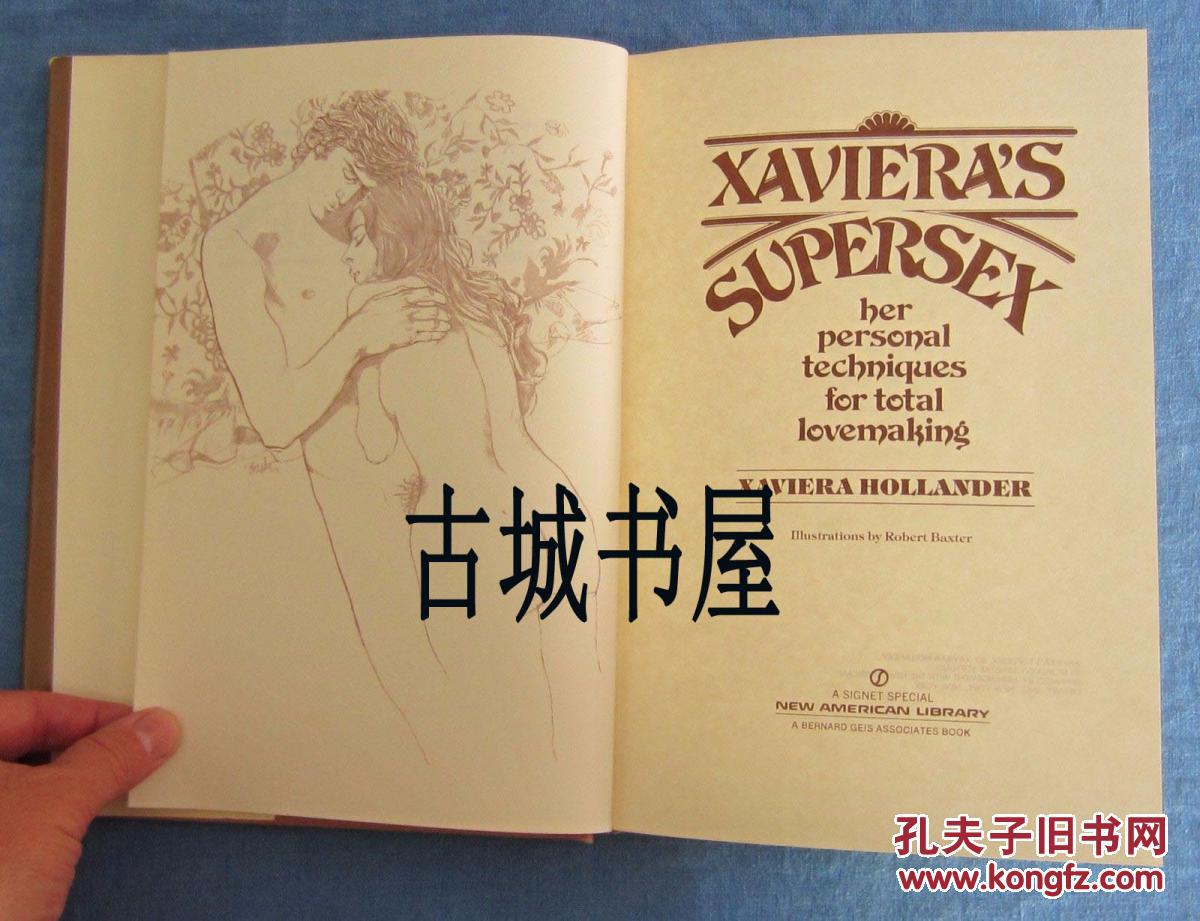 XAVIERA'S
SUPERSEX
her
personal
techniques
for total
lovemaking
XAVIERA HOLLANDER
Illustrations by Robert Baxter
古城书屋
A SIGNET SPECIAL
NEW AMERICAN LIBRARY
A BERNARD GEIS ASSOCIATES BOOK
孔夫子旧书网
www.kongfz.com